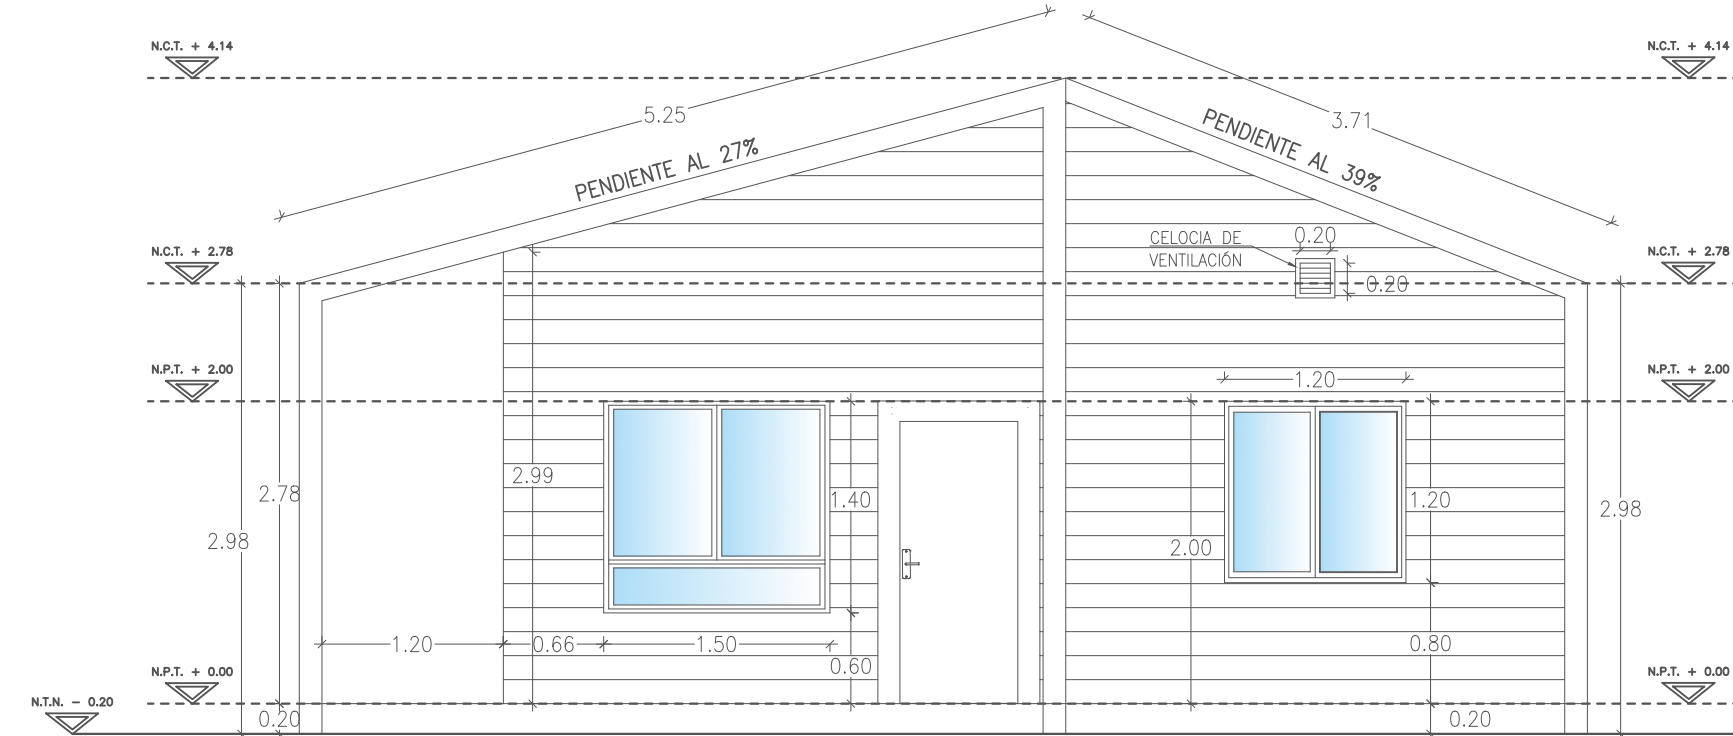 N.C.T. + 4.14
N.C.T. + 4.14
5.25
3.71
PENDIENTE AL 27%
PENDIENTE AL 39%
N.C.T. + 2.78
CELOCIA DE
VENTILACIÓN
0.20
0.20
N.C.T. + 2.78
N.P.T. + 2.00
1.20
N.P.T. + 2.00
2.99
2.78
1.40
1.20
2.98
2.98
2.00
1.20
0.66
1.50
0.60
0.80
N.P.T. + 0.00
N.P.T. + 0.00
N.T.N. - 0.20
0.20
0.20